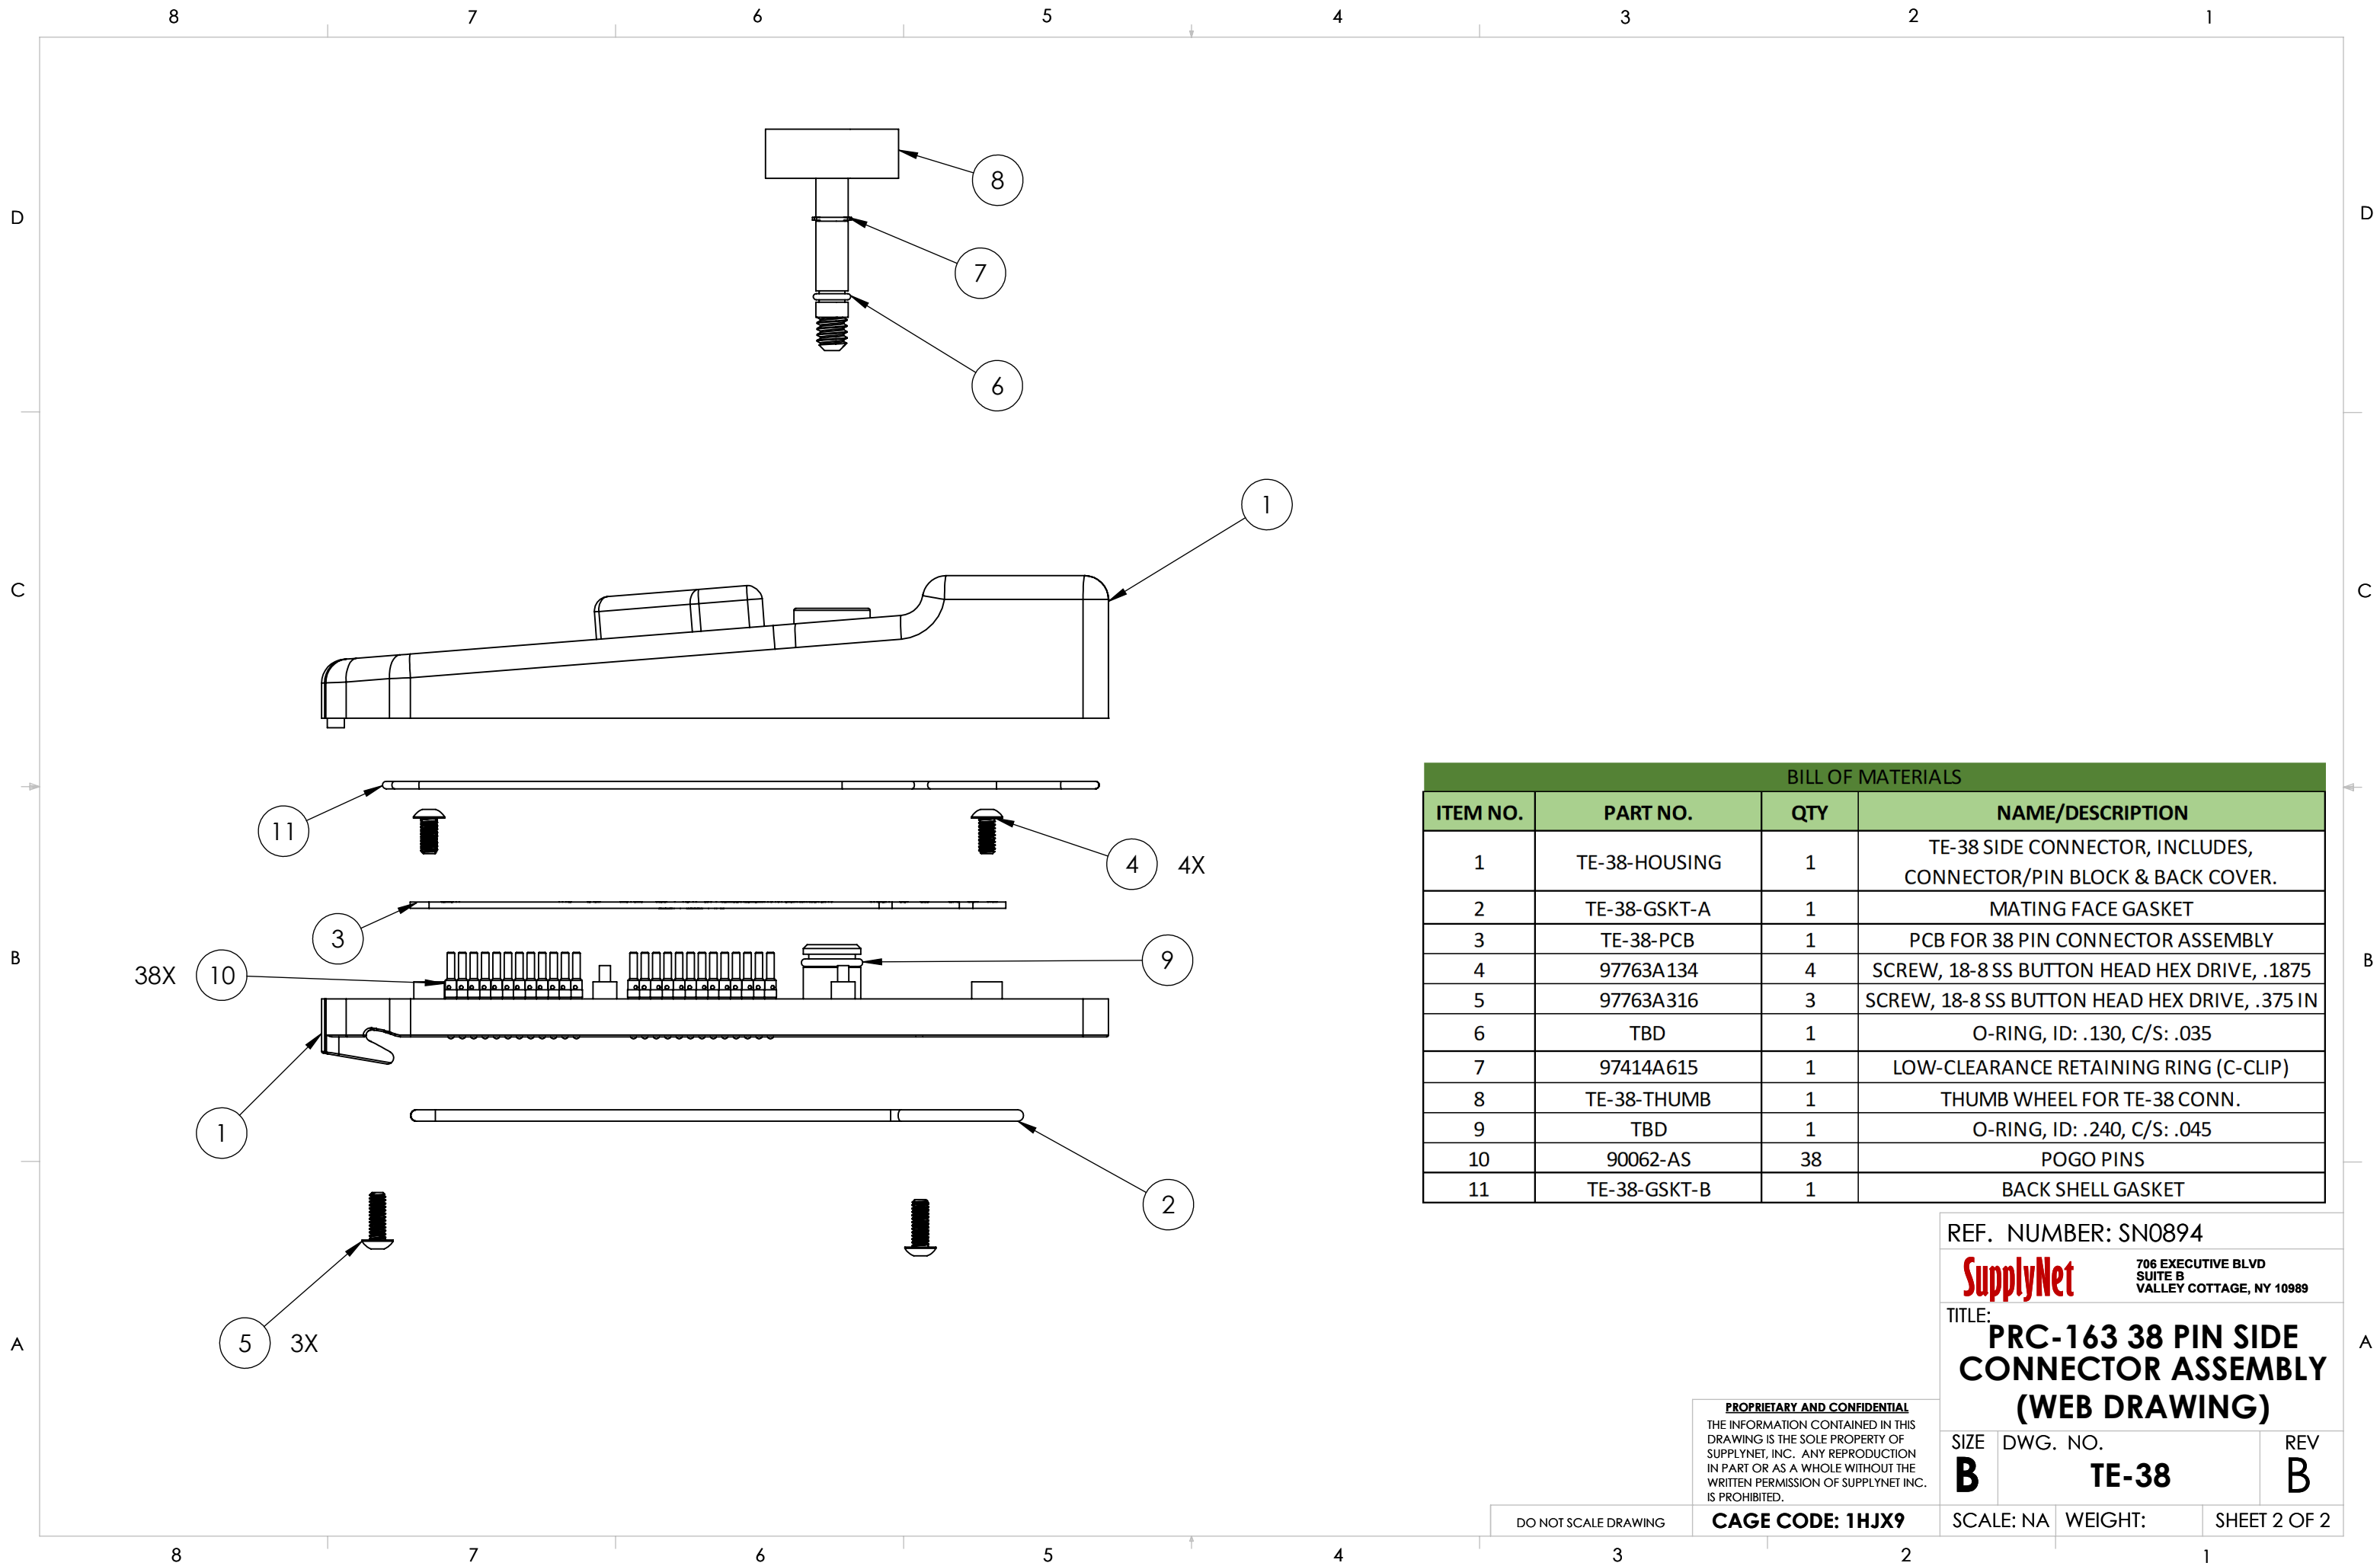 8 7 6 5 4 3 2 1
D D
8
7
6
1
C C
11
4 4X
3
38X 10
9
B B
1
2
5 3X
A A
BILL OF MATERIALS
ITEM NO. PART NO. QTY NAME/DESCRIPTION
1 TE-38-HOUSING 1 TE-38 SIDE CONNECTOR, INCLUDES,
CONNECTOR/PIN BLOCK & BACK COVER.
2 TE-38-GSKT-A 1 MATING FACE GASKET
3 TE-38-PCB 1 PCB FOR 38 PIN CONNECTOR ASSEMBLY
4 97763A134 4 SCREW, 18-8 SS BUTTON HEAD HEX DRIVE, .1875
5 97763A316 3 SCREW, 18-8 SS BUTTON HEAD HEX DRIVE, .375 IN
6 TBD 1 O-RING, ID: .130, C/S: .035
7 97414A615 1 LOW-CLEARANCE RETAINING RING (C-CLIP)
8 TE-38-THUMB 1 THUMB WHEEL FOR TE-38 CONN.
9 TBD 1 O-RING, ID: .240, C/S: .045
10 90062-AS 38 POGO PINS
11 TE-38-GSKT-B 1 BACK SHELL GASKET
REF. NUMBER: SN0894
SupplyNet
706 EXECUTIVE BLVD
SUITE B
VALLEY COTTAGE, NY 10989
TITLE:
PRC-163 38 PIN SIDE
CONNECTOR ASSEMBLY
(WEB DRAWING)
PROPRIETARY AND CONFIDENTIAL
THE INFORMATION CONTAINED IN THIS
DRAWING IS THE SOLE PROPERTY OF
SUPPLYNET, INC. ANY REPRODUCTION
IN PART OR AS A WHOLE WITHOUT THE
WRITTEN PERMISSION OF SUPPLYNET INC.
IS PROHIBITED.
SIZE DWG. NO. REV
B TE-38 B
DO NOT SCALE DRAWING CAGE CODE: 1HJX9 SCALE: NA WEIGHT: SHEET 2 OF 2
8 7 6 5 4 3 2 1